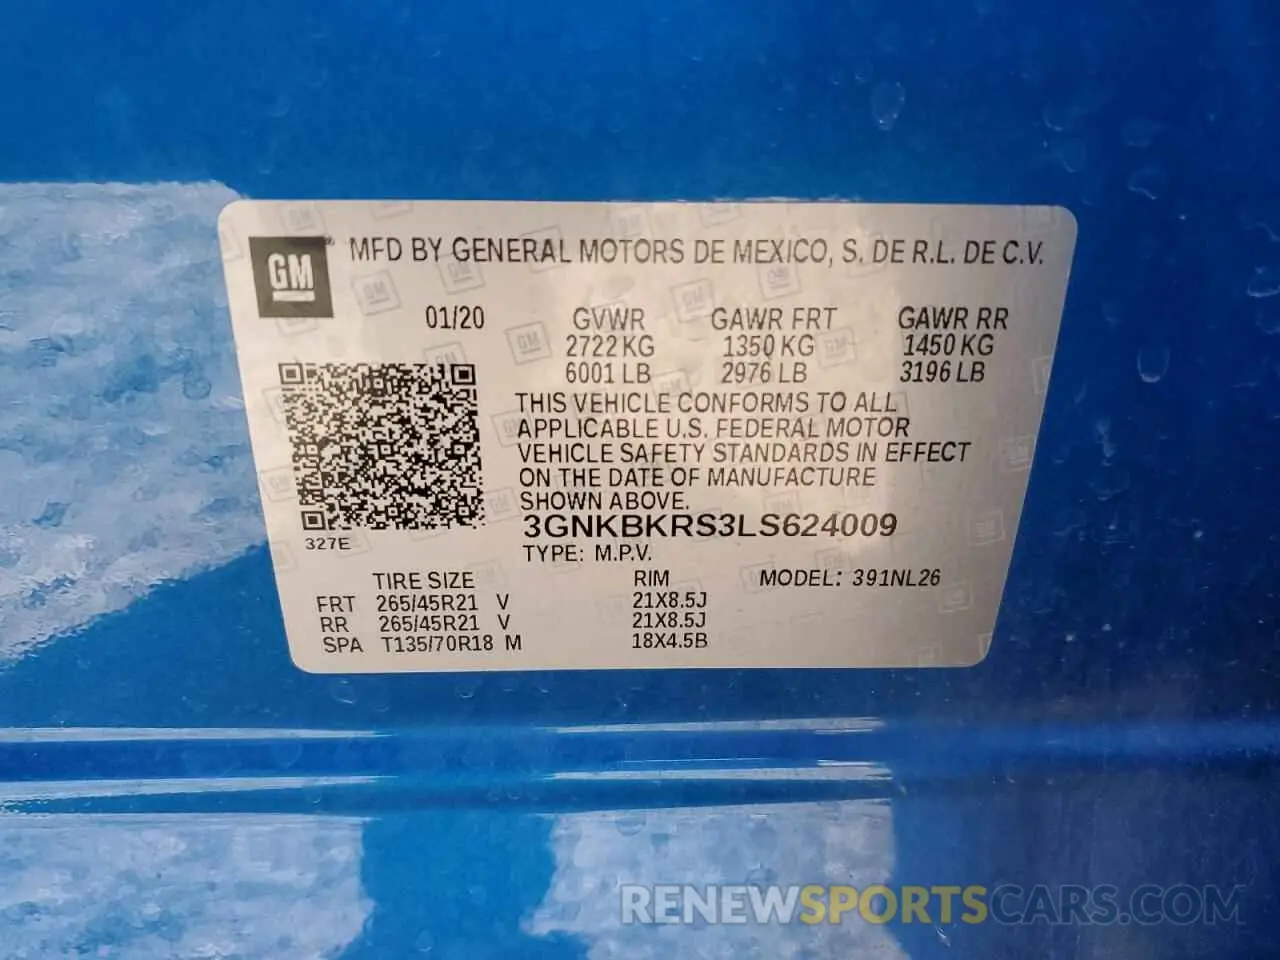 GM
MFD BY GENERAL MOTORS DE MEXICO, S. DE R.L. DE C.V.
01/20 GVWR GAWR FRT GAWR RR
2722 KG 1350 KG 1450 KG
6001 LB 2976 LB 3196 LB
THIS VEHICLE CONFORMS TO ALL
APPLICABLE U.S. FEDERAL MOTOR
VEHICLE SAFETY STANDARDS IN EFFECT
ON THE DATE OF MANUFACTURE
SHOWN ABOVE.
3GNKBKRS3LS624009
327E
TYPE: M.P.V.
TIRE SIZE RIM MODEL: 391NL26
FRT 265/45R21 V 21X8.5J
RR 265/45R21 V 21X8.5J
SPA T135/70R18 M 18X4.5B
RENEWSPORTSCARS.COM